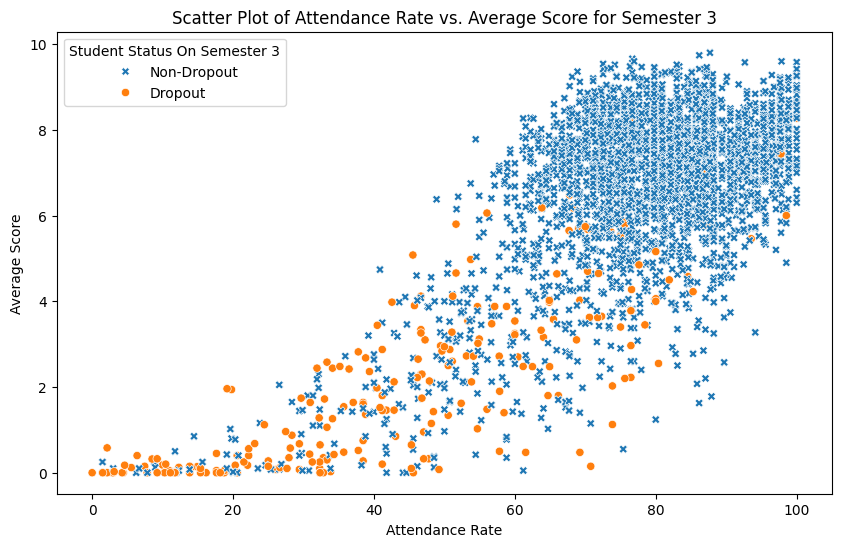 Scatter Plot of Attendance Rate vs. Average Score for Semester 3
Student Status On Semester 3
Non-Dropout
Dropout
Average Score
10
8
6
4
2
0
0 20 40 60 80 100
Attendance Rate